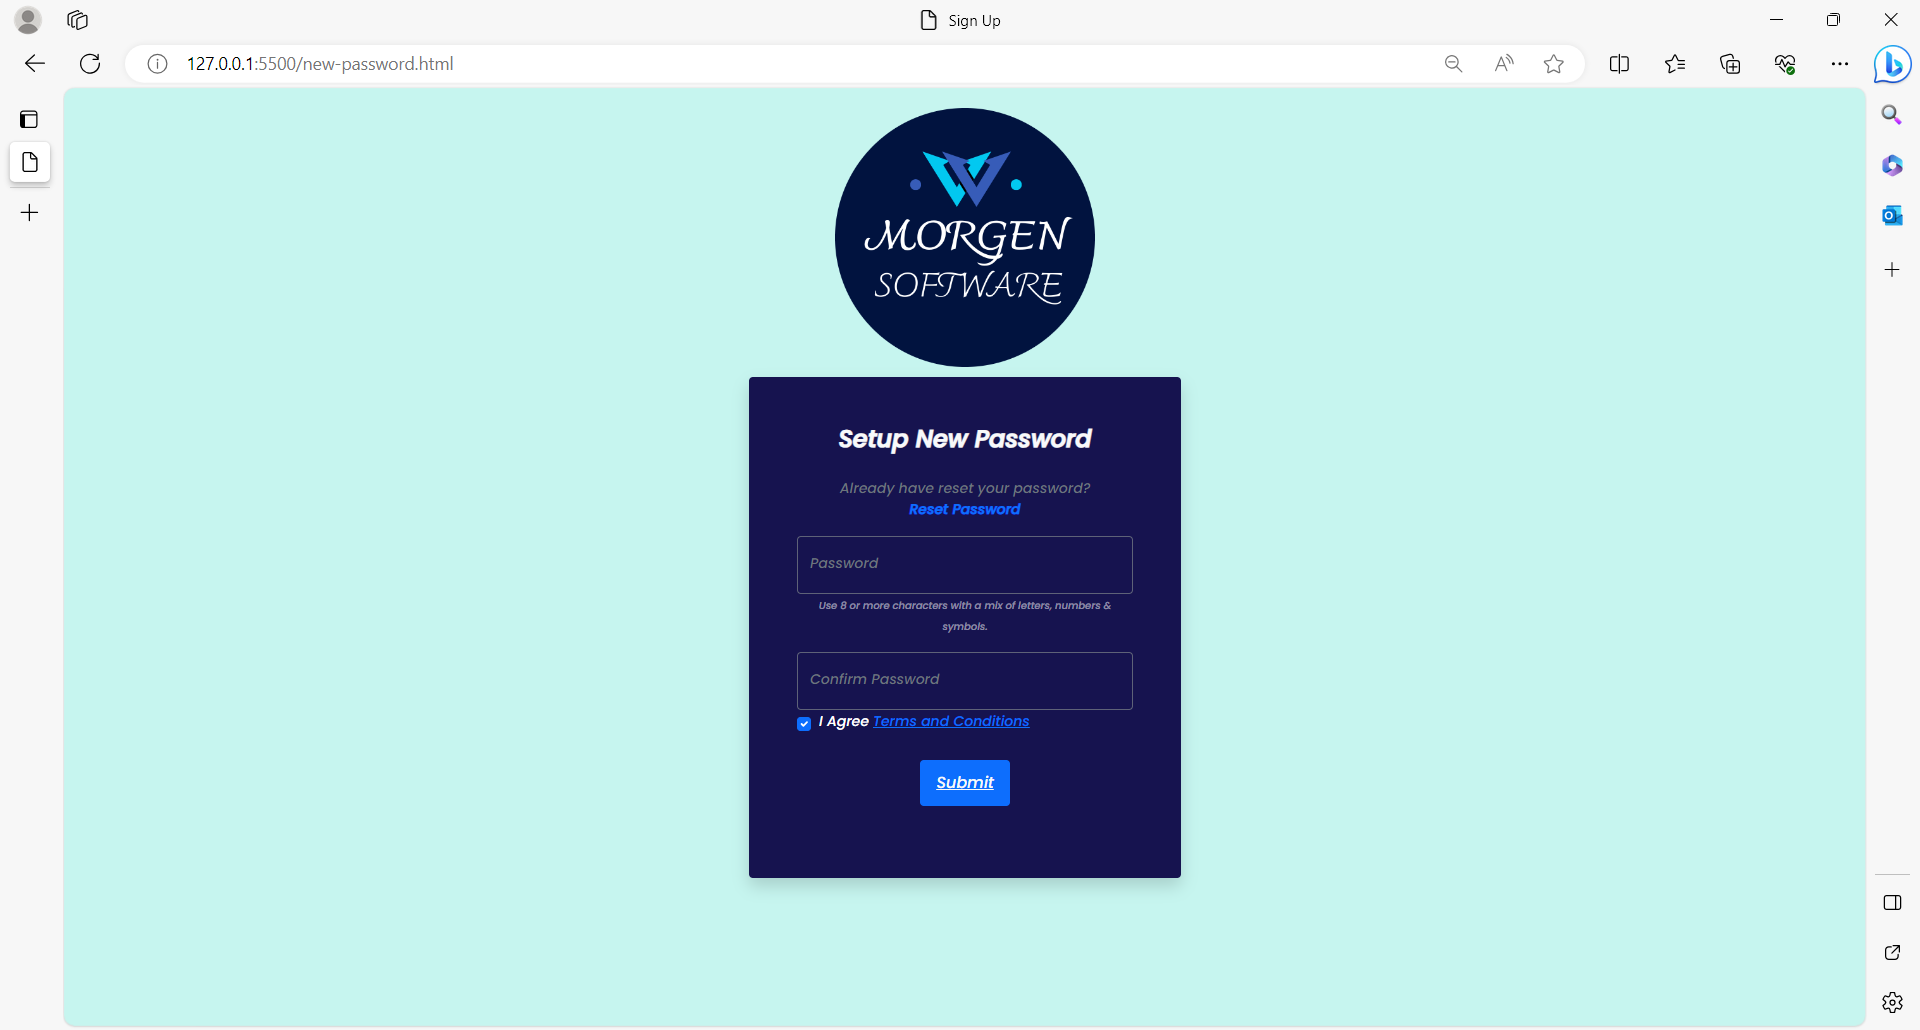 Sign Up
127.0.0.1:5500/new-password.html
MORGEN
SOFTWARE
Setup New Password
Already have reset your password?
Reset Password
Password
Use 8 or more characters with a mix of letters, numbers &
symbols.
Confirm Password
I Agree Terms and Conditions
Submit